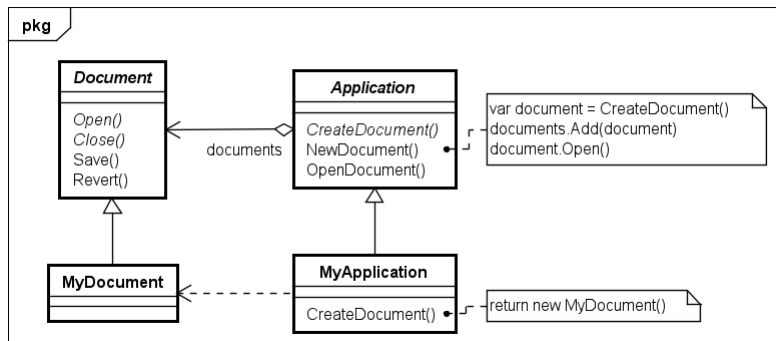 pkg
Document
Open()
Close()
Save()
Revert()
documents
Application
CreateDocument()
NewDocument()
OpenDocument()
var document = CreateDocument()
documents.Add(document)
document.Open()
MyDocument
MyApplication
CreateDocument()
return new MyDocument()